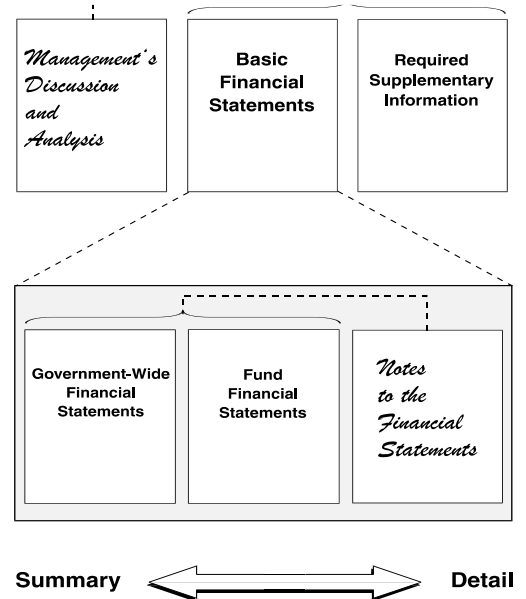 Management's
Discussion
and
Analysis
Basic
Financial
Statements
Required
Supplementary
Information
Government-Wide
Financial
Statements
Fund
Financial
Statements
Notes
to the
Financial
Statements
Summary
Detail